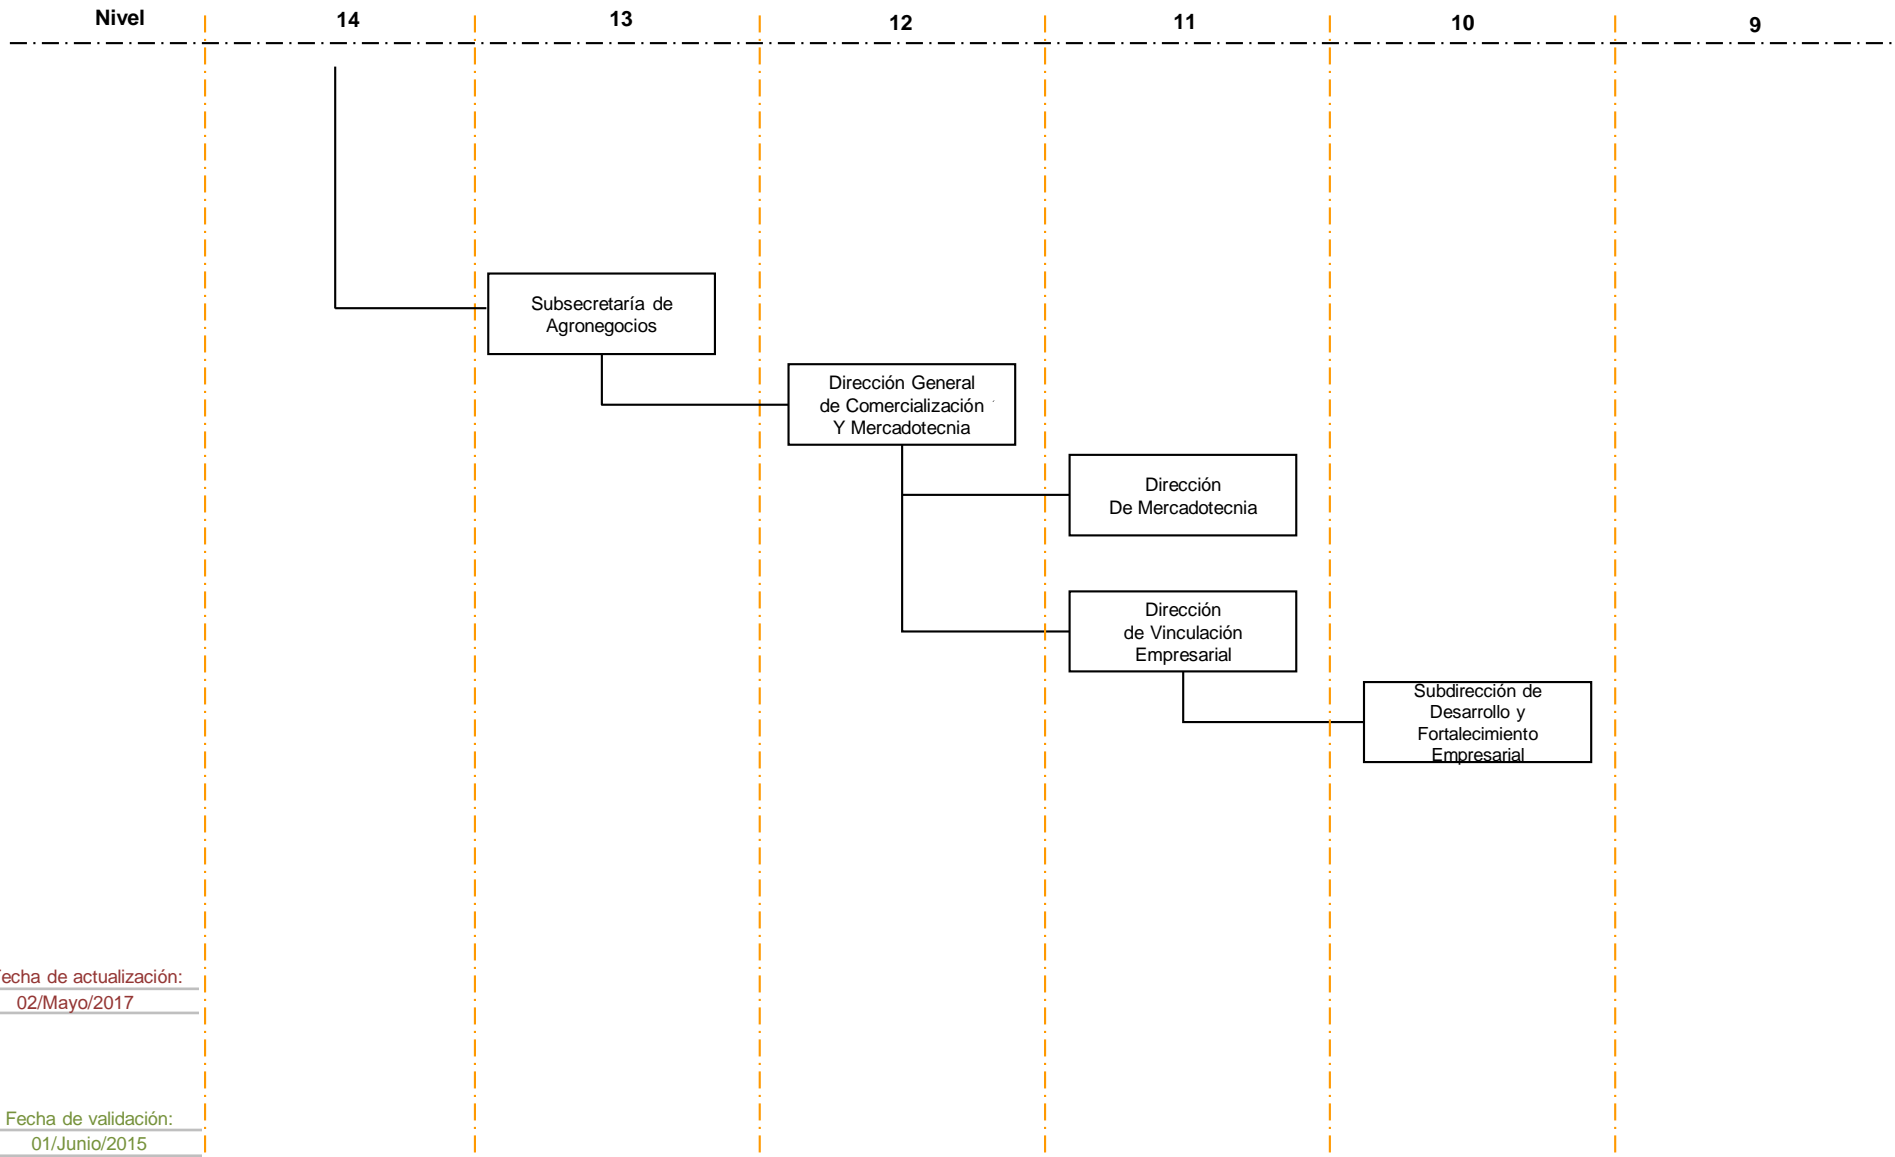 Nivel 14 13 12 11 10 9
Subsecretaría de
Agronegocios
Dirección General
de Comercialización
Y Mercadotecnia
Dirección
De Mercadotecnia
Dirección
de Vinculación
Empresarial
Subdirección de
Desarrollo y
Fortalecimiento
Empresarial
Fecha de actualización:
02/Mayo/2017
Fecha de validación:
01/Junio/2015